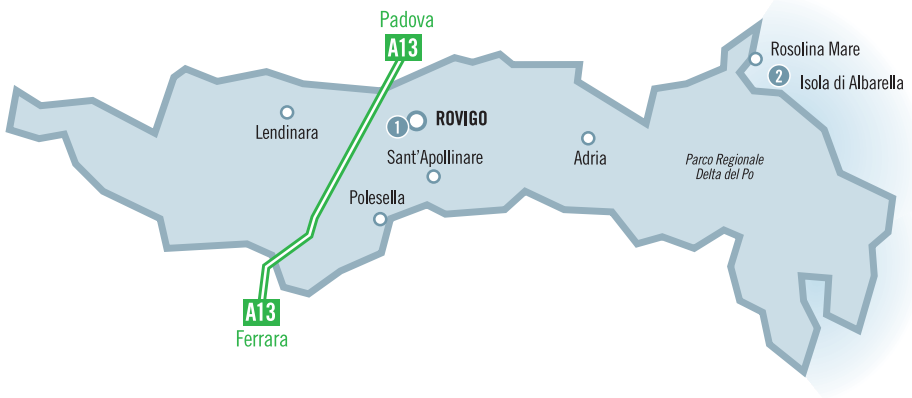 Padova
A13
Rosolina Mare
2
Isola di Albarella
Lendinara
1
ROVIGO
Sant'Apollinare
Adria
Parco Regionale
Delta del Po
Polesella
A13
Ferrara